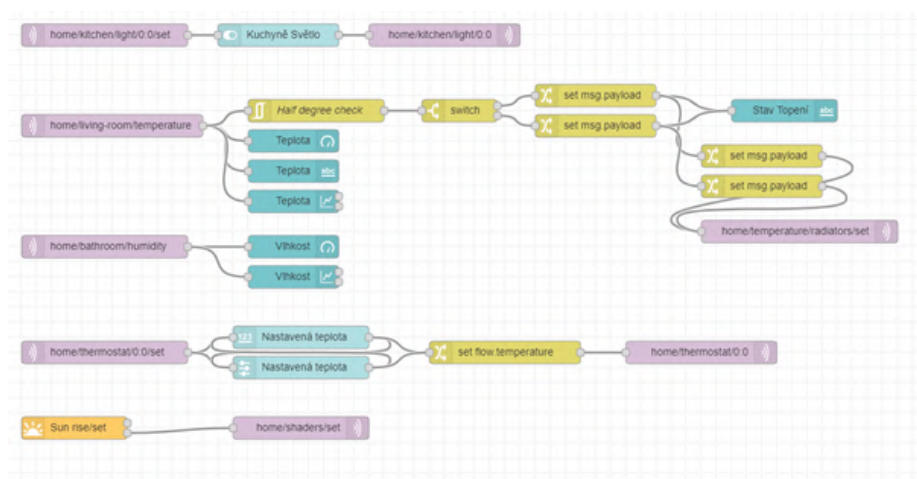 home/kitchen/light/0:0/set
Kuchyně Světlo
home/kitchen/light/0:0
home/living-room/temperature
Half degree check
switch
set msg.payload
set msg.payload
Stav Topení
abc
Teplota
Teplota
abc
Teplota
set msg.payload
set msg.payload
home/temperature/radiators/set
home/bathroom/humidity
Vlhkost
Vlhkost
home/thermostat/0:0/set
123
Nastavená teplota
Nastavená teplota
set flow.temperature
home/thermostat/0:0
Sun rise/set
home/shaders/set